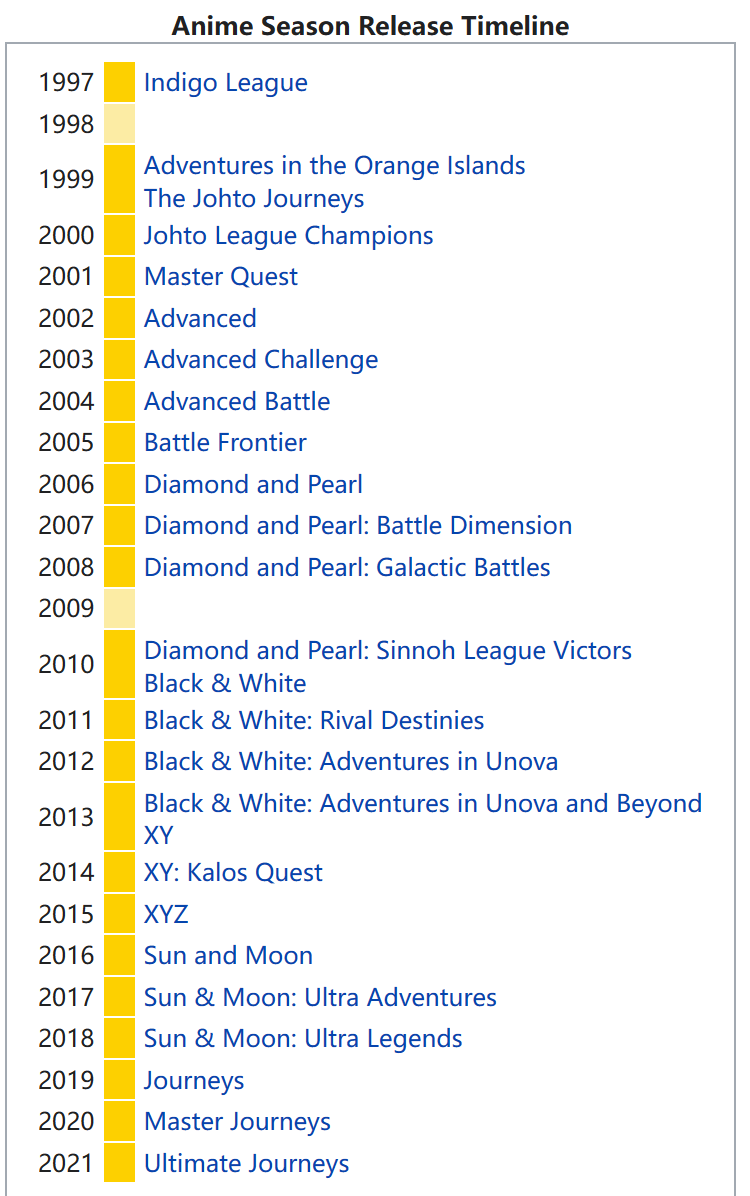 Anime Season Release Timeline
1997 Indigo League
1998
1999 Adventures in the Orange Islands
The Johto Journeys
2000 Johto League Champions
2001 Master Quest
2002 Advanced
2003 Advanced Challenge
2004 Advanced Battle
2005 Battle Frontier
2006 Diamond and Pearl
2007 Diamond and Pearl: Battle Dimension
2008 Diamond and Pearl: Galactic Battles
2009
2010 Diamond and Pearl: Sinnoh League Victors
Black & White
2011 Black & White: Rival Destinies
2012 Black & White: Adventures in Unova
2013 Black & White: Adventures in Unova and Beyond
XY
2014 XY: Kalos Quest
2015 XYZ
2016 Sun and Moon
2017 Sun & Moon: Ultra Adventures
2018 Sun & Moon: Ultra Legends
2019 Journeys
2020 Master Journeys
2021 Ultimate Journeys